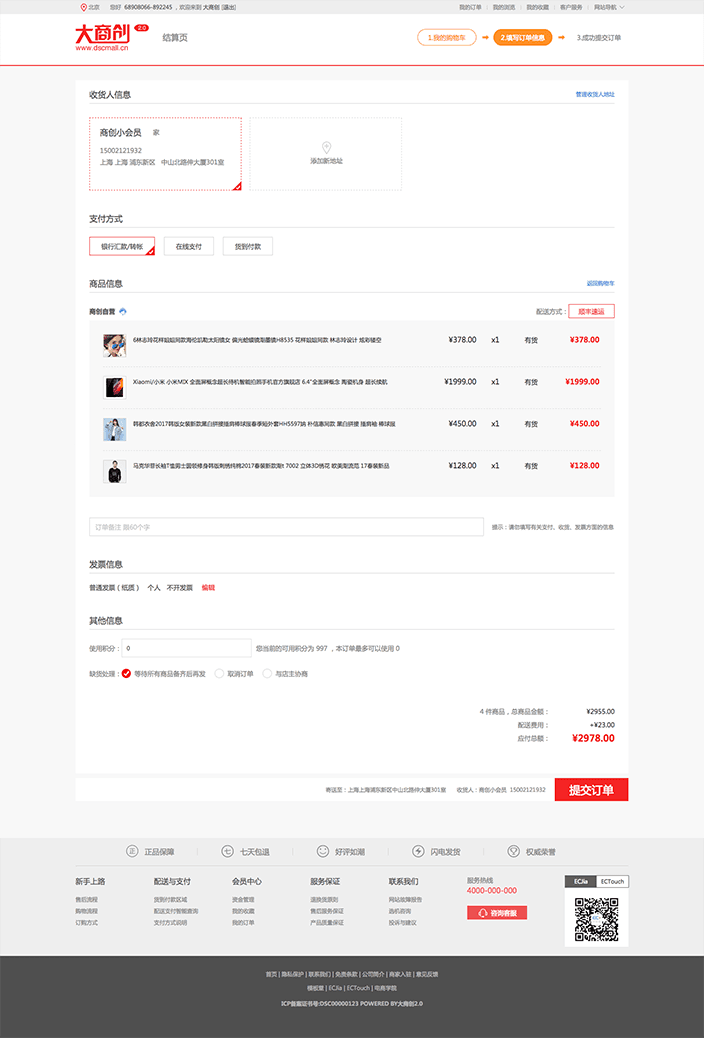 北京 您好 68908066-892245 ，欢迎来到 大商创 [退出] 我的订单 我的浏览 我的收藏 客户服务 网站导航
大商创 2.0
www.dscmall.cn
结算页
1.我的购物车 2.填写订单信息 3.成功提交订单
收货人信息 管理收货人地址
商创小会员 家
15002121932
上海 上海 浦东新区 中山北路伸大厦301室
添加新地址
支付方式
银行汇款/转帐 在线支付 货到付款
商品信息 返回购物车
商创自营 配送方式： 顺丰速运
6林志玲花样姐姐同款海伦凯勒太阳镜女 偏光蛤蟆镜潮墨镜H8535 花样姐姐同款 林志玲设计 炫彩镂空 ¥378.00 x1 有货 ¥378.00
Xiaomi/小米 小米MIX 全面屏概念超长待机智能拍照手机官方旗舰店 6.4"全面屏概念 陶瓷机身 超长续航 ¥1999.00 x1 有货 ¥1999.00
韩都衣舍2017韩版女装新款黑白拼接插肩棒球服春季短外套HH5597妠 朴信惠同款 黑白拼接 插肩袖 棒球服 ¥450.00 x1 有货 ¥450.00
马克华菲长袖T恤男士圆领修身韩版刺绣纯棉2017春装新款潮t 7002 立体3D绣花 欧美潮流范 17春装新品 ¥128.00 x1 有货 ¥128.00
订单备注 限60个字 提示：请勿填写有关支付、收货、发票方面的信息
发票信息
普通发票（纸质） 个人 不开发票 编辑
其他信息
使用积分： 0 您当前的可用积分为 997 ，本订单最多可以使用 0
缺货处理： 等待所有商品备齐后再发 取消订单 与店主协商
4 件商品，总商品金额： ¥2955.00
配送费用： +¥23.00
应付总额： ¥2978.00
寄送至：上海上海浦东新区中山北路伸大厦301室 收货人：商创小会员 15002121932 提交订单
正 正品保障 七 七天包退 好评如潮 闪电发货 权威荣誉
新手上路 配送与支付 会员中心 服务保证 联系我们 服务热线
4000-000-000
售后流程 货到付款区域 资金管理 退换货原则 网站故障报告
购物流程 配送支付智能查询 我的收藏 售后服务保证 选机咨询
订购方式 支付方式说明 我的订单 产品质量保证 投诉与建议
咨询客服
ECJia ECTouch
首页 | 隐私保护 | 联系我们 | 免责条款 | 公司简介 | 商家入驻 | 意见反馈
模板堂 | ECJia | ECTouch | 电商学院
ICP备案证书号:DSC00000123 POWERED BY大商创2.0